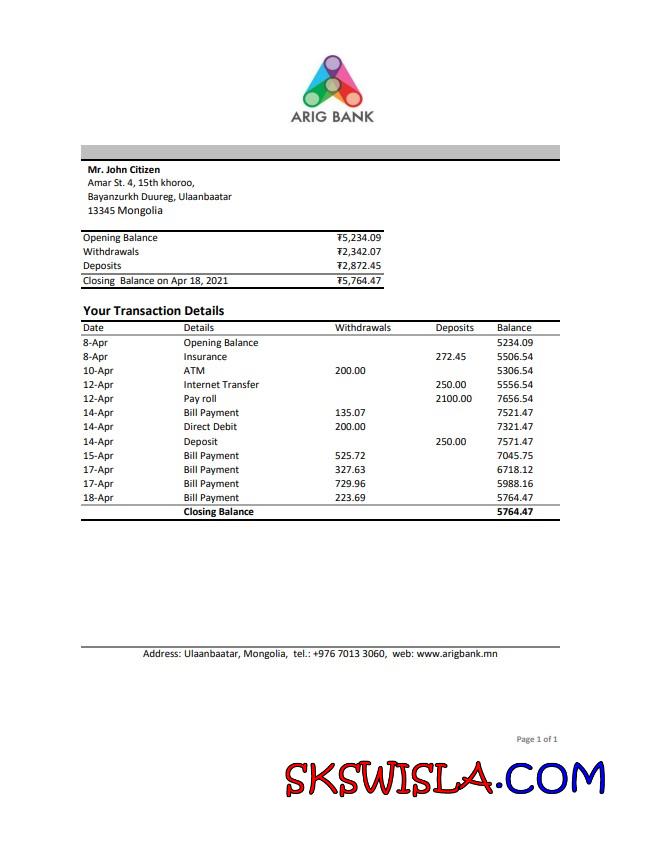 ARIG BANK
Mr. John Citizen
Amar St. 4, 15th khoroo,
Bayanzurkh Duureg, Ulaanbaatar
13345 Mongolia
Opening Balance ₮5,234.09
Withdrawals ₮2,342.07
Deposits ₮2,872.45
Closing Balance on Apr 18, 2021 ₮5,764.47
Your Transaction Details
Date Details Withdrawals Deposits Balance
8-Apr Opening Balance 5234.09
8-Apr Insurance 272.45 5506.54
10-Apr ATM 200.00 5306.54
12-Apr Internet Transfer 250.00 5556.54
12-Apr Pay roll 2100.00 7656.54
14-Apr Bill Payment 135.07 7521.47
14-Apr Direct Debit 200.00 7321.47
14-Apr Deposit 250.00 7571.47
15-Apr Bill Payment 525.72 7045.75
17-Apr Bill Payment 327.63 6718.12
17-Apr Bill Payment 729.96 5988.16
18-Apr Bill Payment 223.69 5764.47
Closing Balance 5764.47
Address: Ulaanbaatar, Mongolia, tel.: +976 7013 3060, web: www.arigbank.mn
Page 1 of 1
SKSWISLA.COM